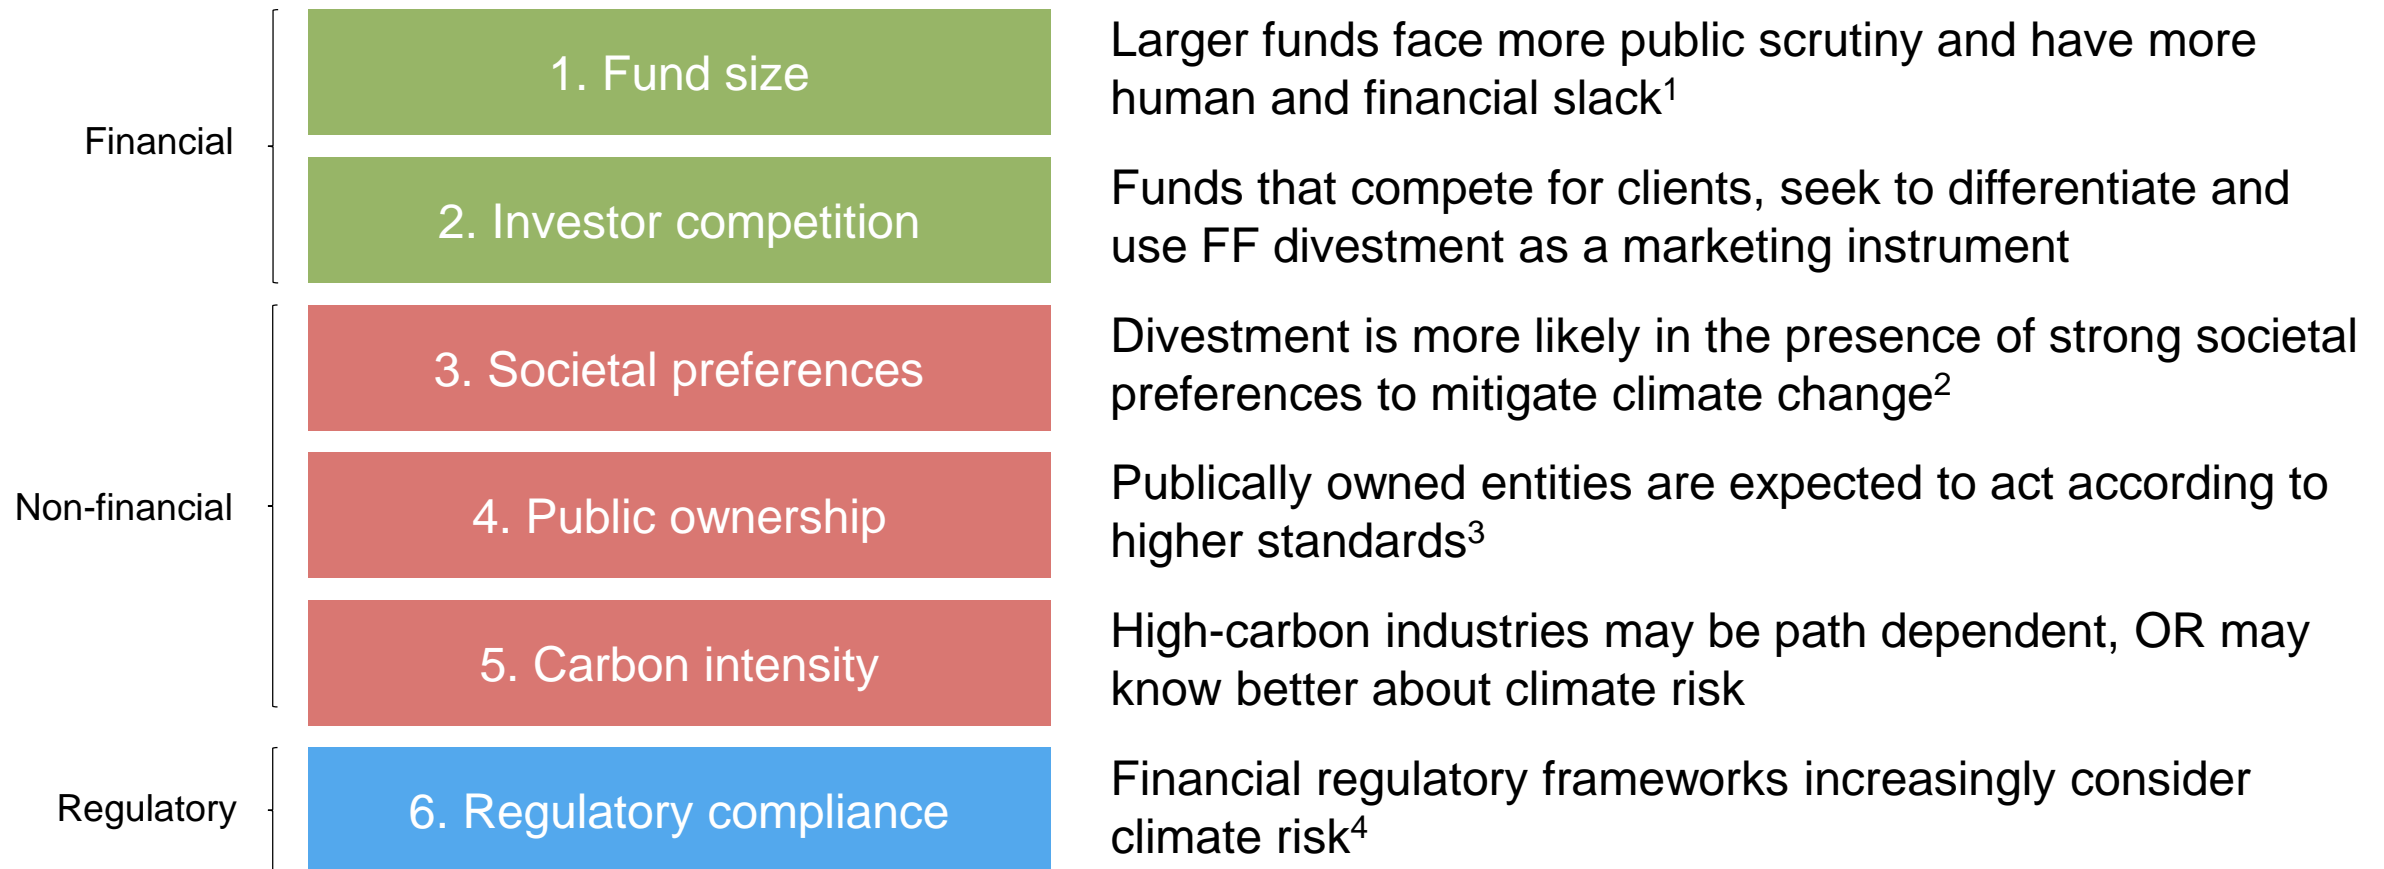 Financial
1. Fund size
Larger funds face more public scrutiny and have more
human and financial slack1
2. Investor competition
Funds that compete for clients, seek to differentiate and
use FF divestment as a marketing instrument
Non-financial
3. Societal preferences
Divestment is more likely in the presence of strong societal
preferences to mitigate climate change2
4. Public ownership
Publically owned entities are expected to act according to
higher standards3
5. Carbon intensity
High-carbon industries may be path dependent, OR may
know better about climate risk
Regulatory
6. Regulatory compliance
Financial regulatory frameworks increasingly consider
climate risk4